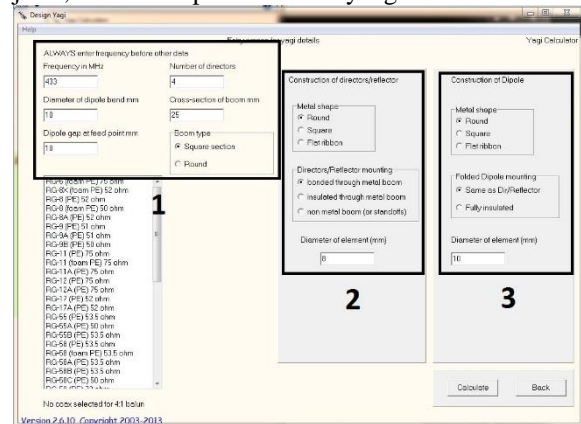 Design Yagi
Help
yagi details
Yagi Calculator
ALWAYS enter frequency before other data
Frequency in MHz
Number of directors
433
4
Diameter of dipole bend mm
Cross-section of boom mm
18
25
Dipole gap at feed point mm
Boom type
18
Square section
Round
1
RG-6 (foam PE) 75 ohm
RG-8X (foam PE) 52 ohm
RG-8 (PE) 52 ohm
RG-8 (foam PE) 50 ohm
RG-8A (PE) 52 ohm
RG-9 (PE) 51 ohm
RG-9A (PE) 51 ohm
RG-9B (PE) 50 ohm
RG-11 (PE) 75 ohm
RG-11 (foam PE) 75 ohm
RG-11A (PE) 75 ohm
RG-12 (PE) 75 ohm
RG-12A (PE) 75 ohm
RG-17 (PE) 52 ohm
RG-17A (PE) 52 ohm
RG-55 (PE) 53.5 ohm
RG-55A (PE) 50 ohm
RG-55B (PE) 53.5 ohm
RG-58 (PE) 53.5 ohm
RG-58 (foam PE) 53.5 ohm
RG-58A (PE) 53.5 ohm
RG-58B (PE) 53.5 ohm
RG-58C (PE) 50 ohm
No coax selected for 4:1 balun
Construction of directors/reflector
Metal shape
Round
Square
Flat ribbon
Directors/Reflector mounting
bonded through metal boom
insulated through metal boom
non metal boom (or standoffs)
Diameter of element (mm)
8
2
Construction of Dipole
Metal shape
Round
Square
Flat ribbon
Folded Dipole mounting
Same as Dir/Reflector
Fully insulated
Diameter of element (mm)
10
3
Calculate
Back
Version 2.6.10 Copyright 2003-2013